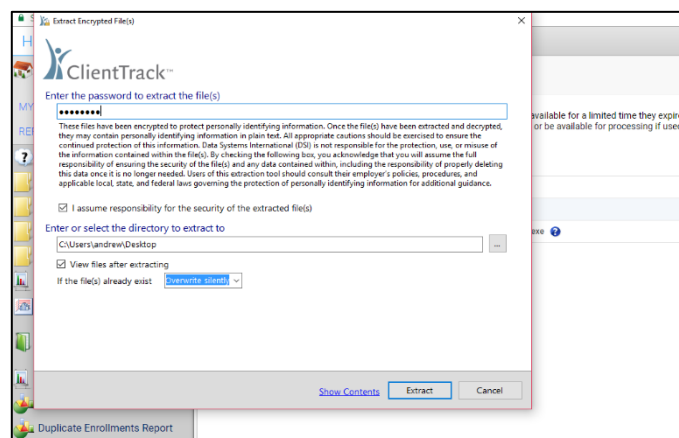 Extract Encrypted File(s)
ClientTrack™
Enter the password to extract the file(s)
These files have been encrypted to protect personally identifying information. Once the file(s) have been extracted and decrypted,
they may contain personally identifying information in plain text. All appropriate cautions should be exercised to ensure the
continued protection of this information. Data Systems International (DSI) is not responsible for the protection, use, or misuse of
the information contained within the file(s). By checking the following box, you acknowledge that you will assume the full
responsibility of ensuring the security of the file(s) and any data contained within, including the responsibility of properly deleting
this data once it is no longer needed. Users of this extraction tool should consult their employer's policies, procedures, and
applicable local, state, and federal laws governing the protection of personally identifying information for additional guidance.
I assume responsibility for the security of the extracted file(s)
Enter or select the directory to extract to
C:\Users\andrew\Desktop
...
View files after extracting
If the file(s) already exist Overwrite silently
Show Contents Extract Cancel
MY
available for a limited time they expire
or be available for processing if used
exe
Duplicate Enrollments Report